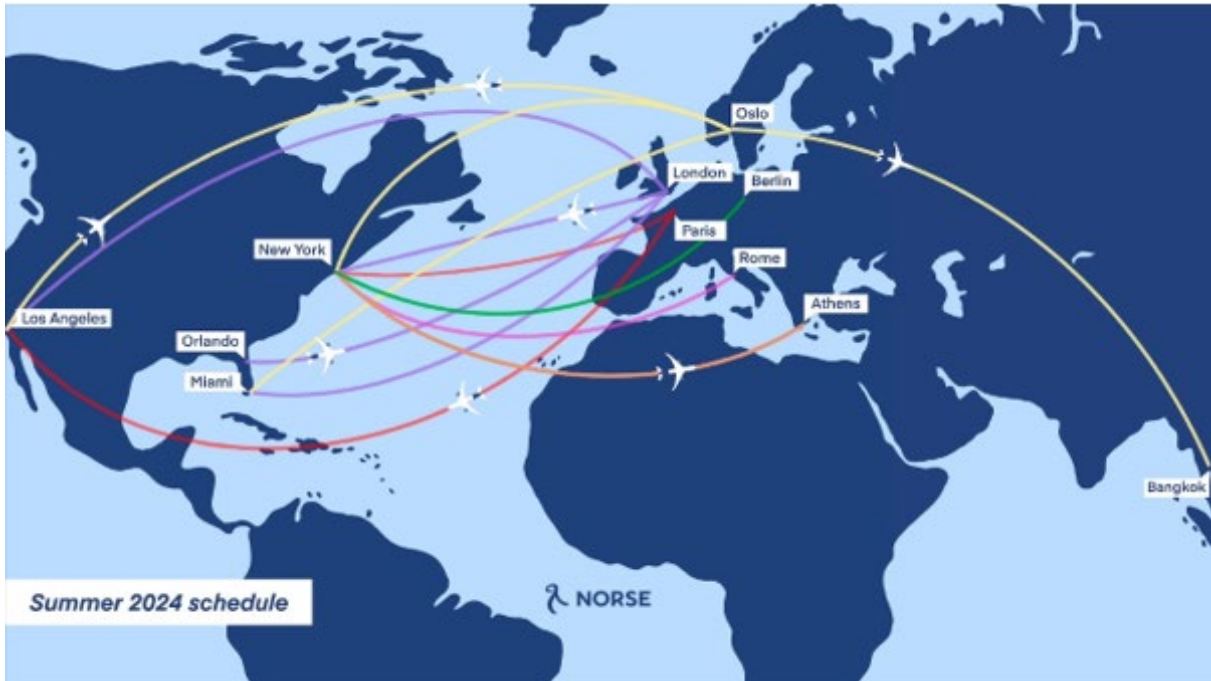 Oslo
London
Berlin
New York
Paris
Rome
Athens
Los Angeles
Orlando
Miami
Bangkok
NORSE
Summer 2024 schedule